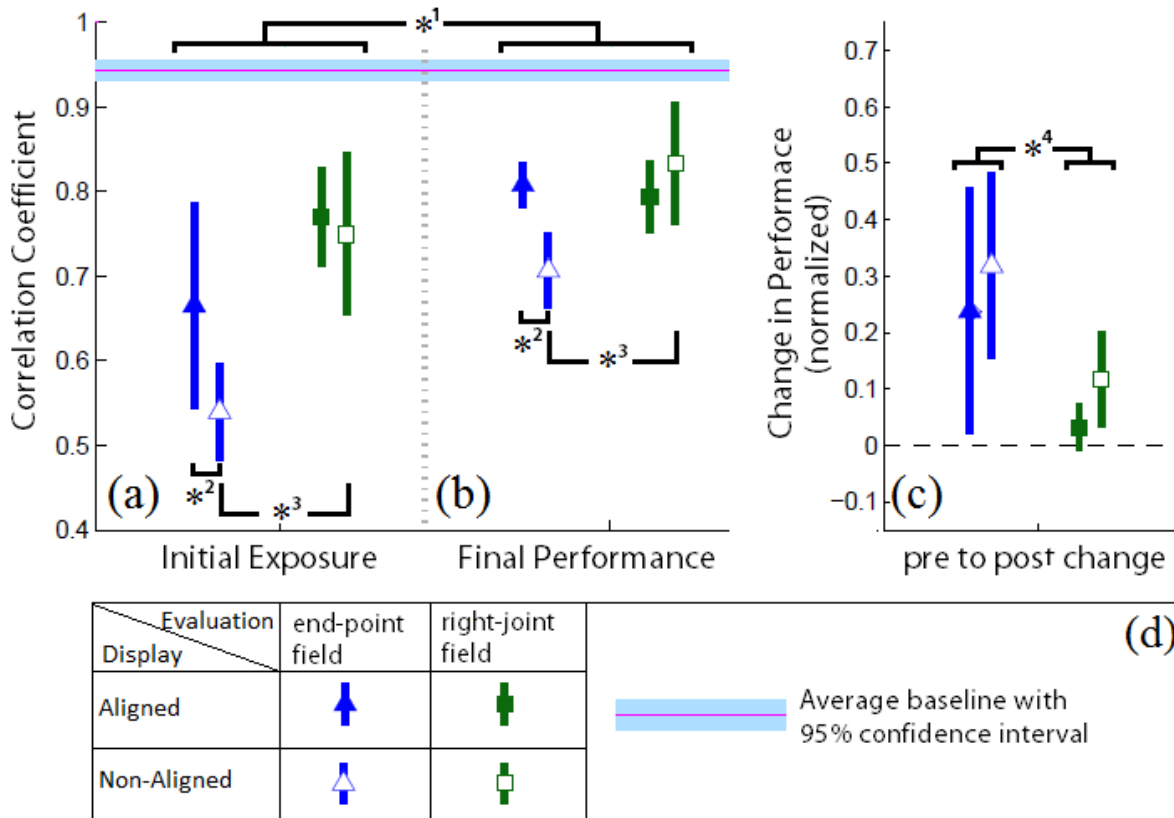 1
0.9
0.8
0.7
0.6
0.5
0.4
Correlation Coefficient
*1
*2
*3
*2
*3
(a)
(b)
Initial Exposure
Final Performance
0.7
0.6
0.5
0.4
0.3
0.2
0.1
0
−0.1
Change in Performace
(normalized)
*4
(c)
pre to post change
Evaluation
Display
end-point
field
right-joint
field
Aligned
Non-Aligned
(d)
Average baseline with
95% confidence interval